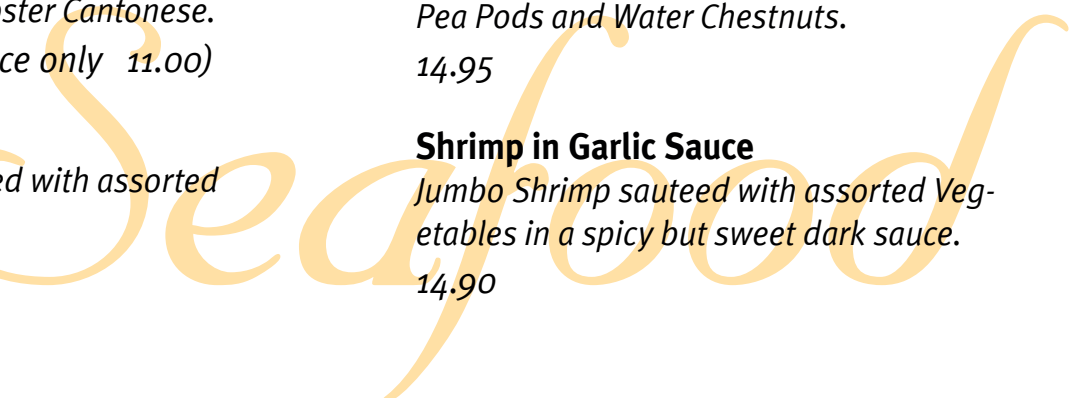 oster Cantonese.
ce only 11.00)
ed with assorted
Pea Pods and Water Chestnuts.
14.95
Shrimp in Garlic Sauce
Jumbo Shrimp sauteed with assorted Veg-
etables in a spicy but sweet dark sauce.
14.90
Seafood